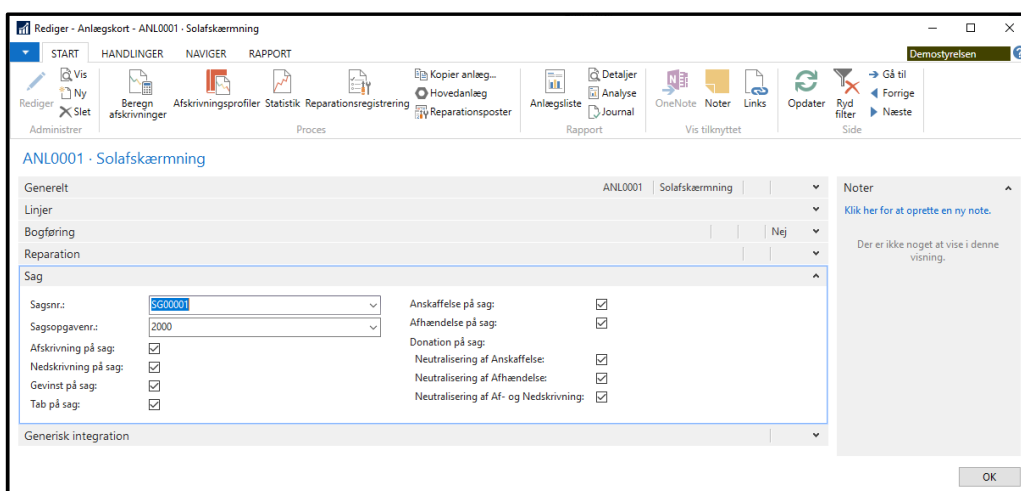 Rediger - Anlægskort - ANL0001 · Solafskærmning
START HANDLINGER NAVIGER RAPPORT
Demostyrelsen
Rediger
Vis
Ny
Slet
Administrer
Beregn afskrivninger
Afskrivningsprofiler
Statistik
Reparationsregistrering
Kopier anlæg...
Hovedanlæg
Reparationsposter
Proces
Anlægsliste
Detaljer
Analyse
Journal
Rapport
OneNote
Noter
Links
Vis tilknyttet
Opdater
Ryd filter
Gå til
Forrige
Næste
Side
ANL0001 · Solafskærmning
Generelt ANL0001 Solafskærmning
Linjer
Bogføring Nej
Reparation
Sag
Sagsnr.: SG00001
Sagsopgavenr.: 2000
Afskrivning på sag:
Nedskrivning på sag:
Gevinst på sag:
Tab på sag:
Anskaffelse på sag:
Afhændelse på sag:
Donation på sag:
Neutralisering af Anskaffelse:
Neutralisering af Afhændelse:
Neutralisering af Af- og Nedskrivning:
Generisk integration
Noter
Klik her for at oprette en ny note.
Der er ikke noget at vise i denne
visning.
OK